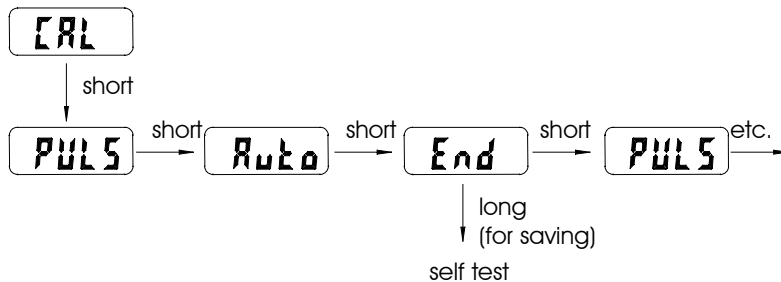 CAL
short
PULS short Auto short End short PULS etc.
long
(for saving)
self test